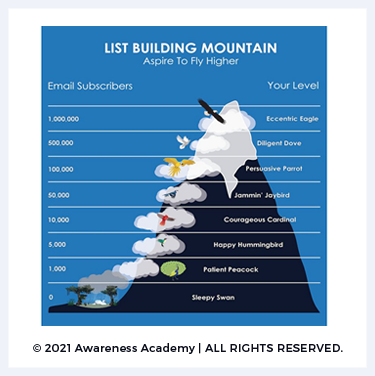 LIST BUILDING MOUNTAIN
Aspire To Fly Higher
Email Subscribers Your Level
1,000,000 Eccentric Eagle
500,000 Diligent Dove
100,000 Persuasive Parrot
50,000 Jammin' Jaybird
10,000 Courageous Cardinal
5,000 Happy Hummingbird
1,000 Patient Peacock
0 Sleepy Swan
© 2021 Awareness Academy | ALL RIGHTS RESERVED.